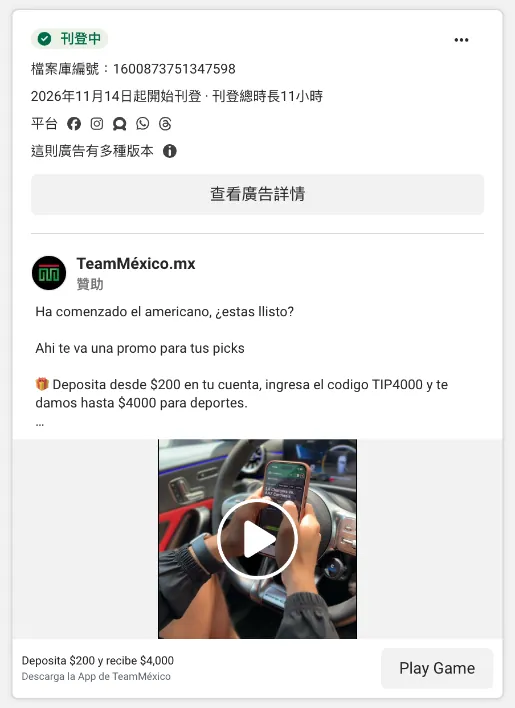 刊登中
檔案庫編號：1600873751347598
2026年11月14日起開始刊登 · 刊登總時長11小時
平台
這則廣告有多種版本
查看廣告詳情
TeamMéxico.mx
贊助
Ha comenzado el americano, ¿estas llisto?
Ahi te va una promo para tus picks
🎁 Deposita desde $200 en tu cuenta, ingresa el codigo TIP4000 y te
damos hasta $4000 para deportes.
...
Deposita $200 y recibe $4,000
Descarga la App de TeamMéxico
Play Game